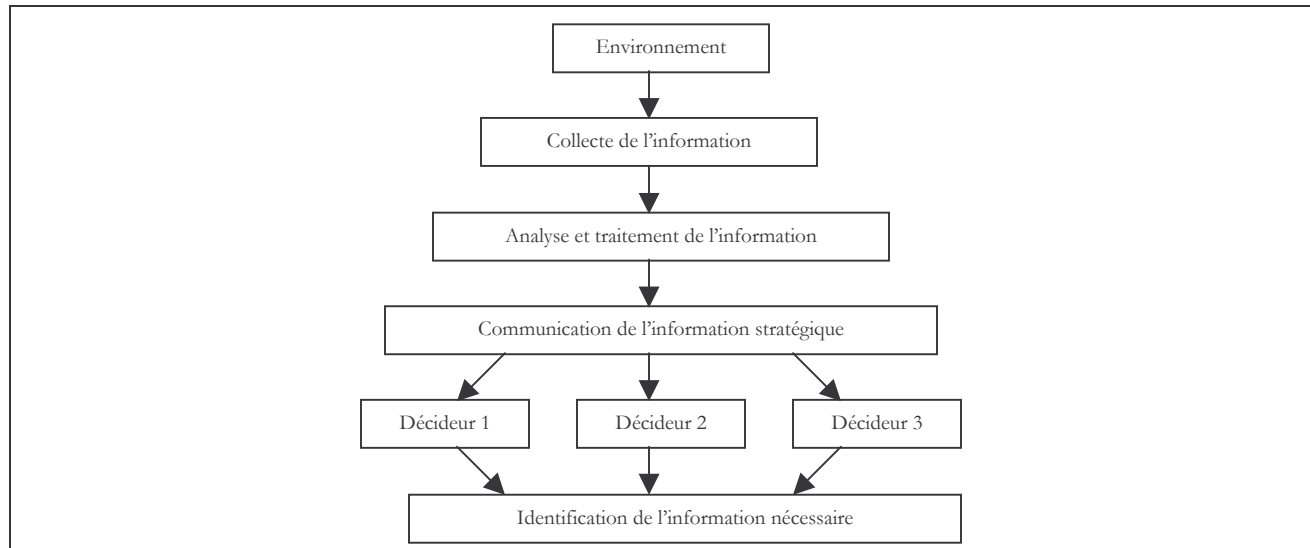 Environnement
Collecte de l’information
Analyse et traitement de l’information
Communication de l’information stratégique
Décideur 1
Décideur 2
Décideur 3
Identification de l’information nécessaire